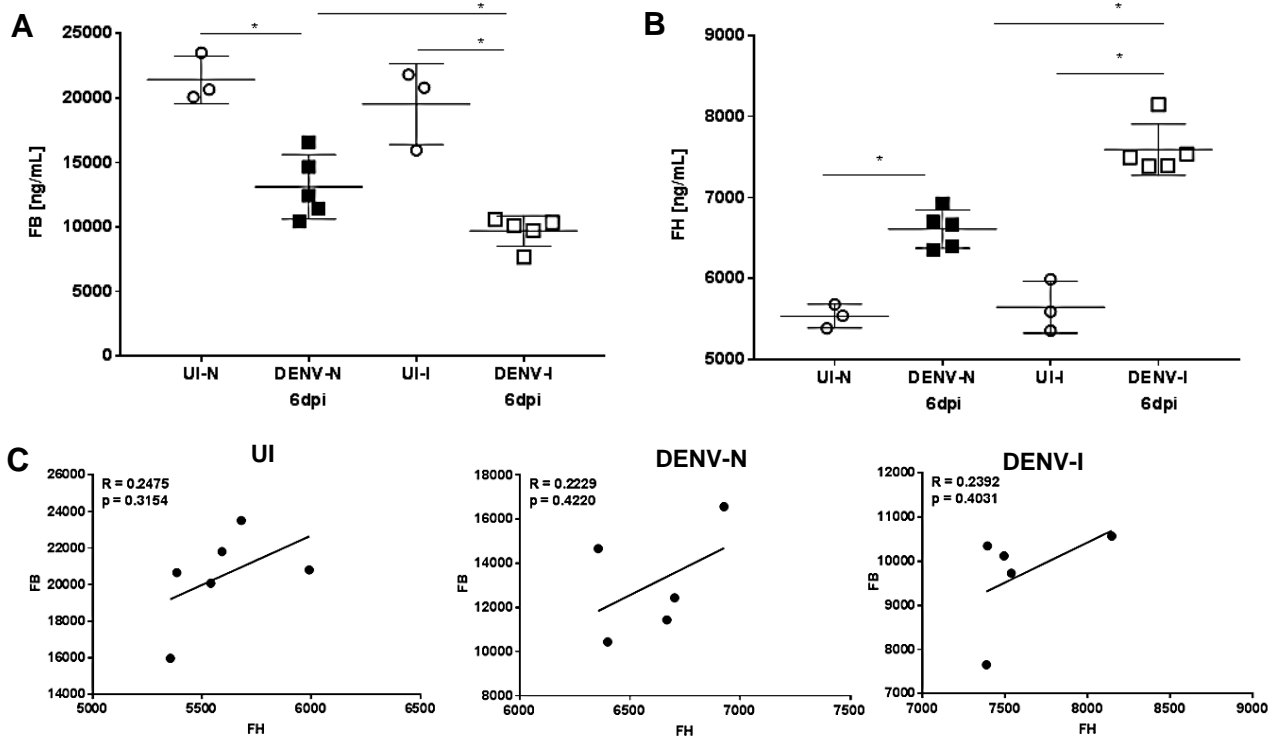 A
FB [ng/mL]
25000
20000
15000
10000
5000
0
*
*
*
UI-N
DENV-N
6dpi
UI-I
DENV-I
6dpi
B
FH [ng/mL]
9000
8000
7000
6000
5000
*
*
*
UI-N
DENV-N
6dpi
UI-I
DENV-I
6dpi
C
UI
R = 0.2475
p = 0.3154
FB
26000
24000
22000
20000
18000
16000
14000
5000
5500
6000
6500
FH
DENV-N
R = 0.2229
p = 0.4220
FB
18000
16000
14000
12000
10000
8000
6000
6500
7000
7500
FH
DENV-I
R = 0.2392
p = 0.4031
FB
12000
11000
10000
9000
8000
7000
7000
7500
8000
8500
9000
FH